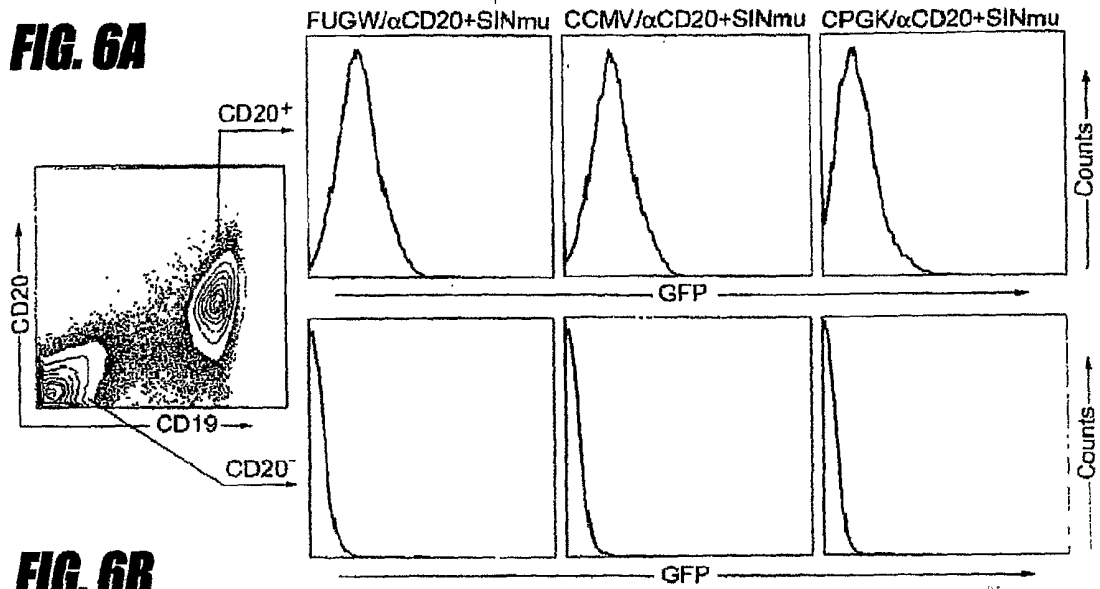 FIG. 6A
FUGW/αCD20+SINmu CCMV/αCD20+SINmu CPGK/αCD20+SINmu
CD20⁺
Counts
CD20
GFP
CD19
CD20⁻
Counts
GFP
FIG. 6B